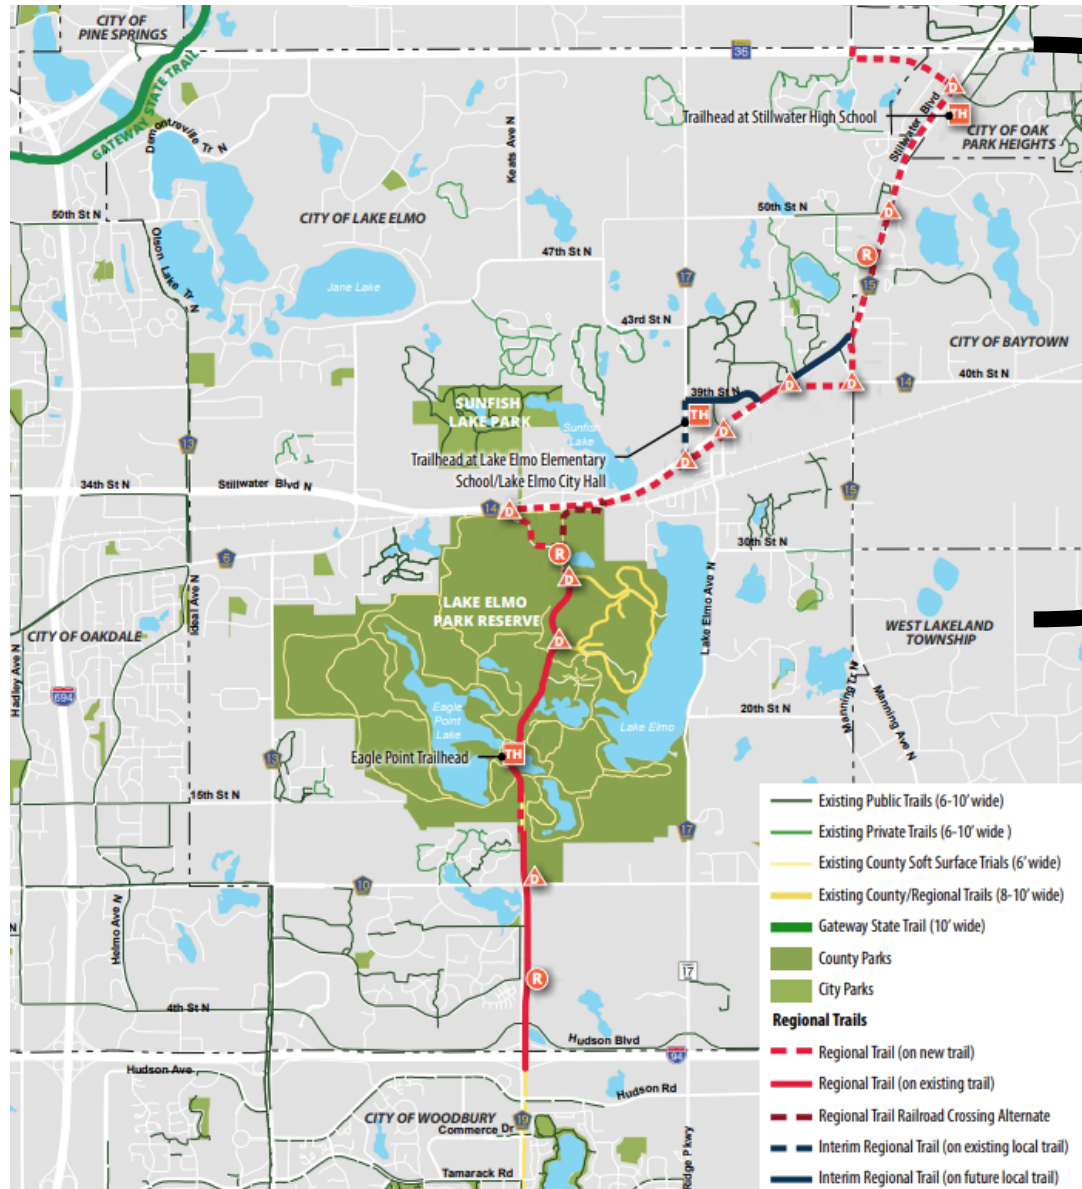 CITY OF
PINE SPRINGS
36
GATEWAY STATE TRAIL
Demontreville Tr N
Keats Ave N
Stillwater Blvd
D
Trailhead at Stillwater High School
TH
CITY OF OAK
PARK HEIGHTS
50th St N
CITY OF LAKE ELMO
50th St N
D
Olson Lake Tr N
47th St N
R
17
15
Jane Lake
43rd St N
CITY OF BAYTOWN
40th St N
14
D
D
39th St N
SUNFISH
LAKE PARK
TH
Sunfish
Lake
D
13
Trailhead at Lake Elmo Elementary
School/Lake Elmo City Hall
D
34th St N
Stillwater Blvd N
14
D
15
30th St N
6
R
D
Ideal Ave N
Lake Elmo Ave N
LAKE ELMO
PARK RESERVE
CITY OF OAKDALE
WEST LAKELAND
TOWNSHIP
D
Hadley Ave N
694
Manning Tr N
Manning Ave N
Eagle
Point
Lake
Lake Elmo
20th St N
13
Eagle Point Trailhead
TH
15th St N
17
10
D
Helmo Ave N
N
17
R
4th St N
Hudson Blvd
94
Hudson Ave
Hudson Rd
CITY OF WOODBURY
19
Commerce Dr
Tamarack Rd
Ridge Pkwy
Existing Public Trails (6-10' wide)
Existing Private Trails (6-10' wide )
Existing County Soft Surface Trials (6' wide)
Existing County/Regional Trails (8-10' wide)
Gateway State Trail (10' wide)
County Parks
City Parks
Regional Trails
Regional Trail (on new trail)
Regional Trail (on existing trail)
Regional Trail Railroad Crossing Alternate
Interim Regional Trail (on existing local trail)
Interim Regional Trail (on future local trail)